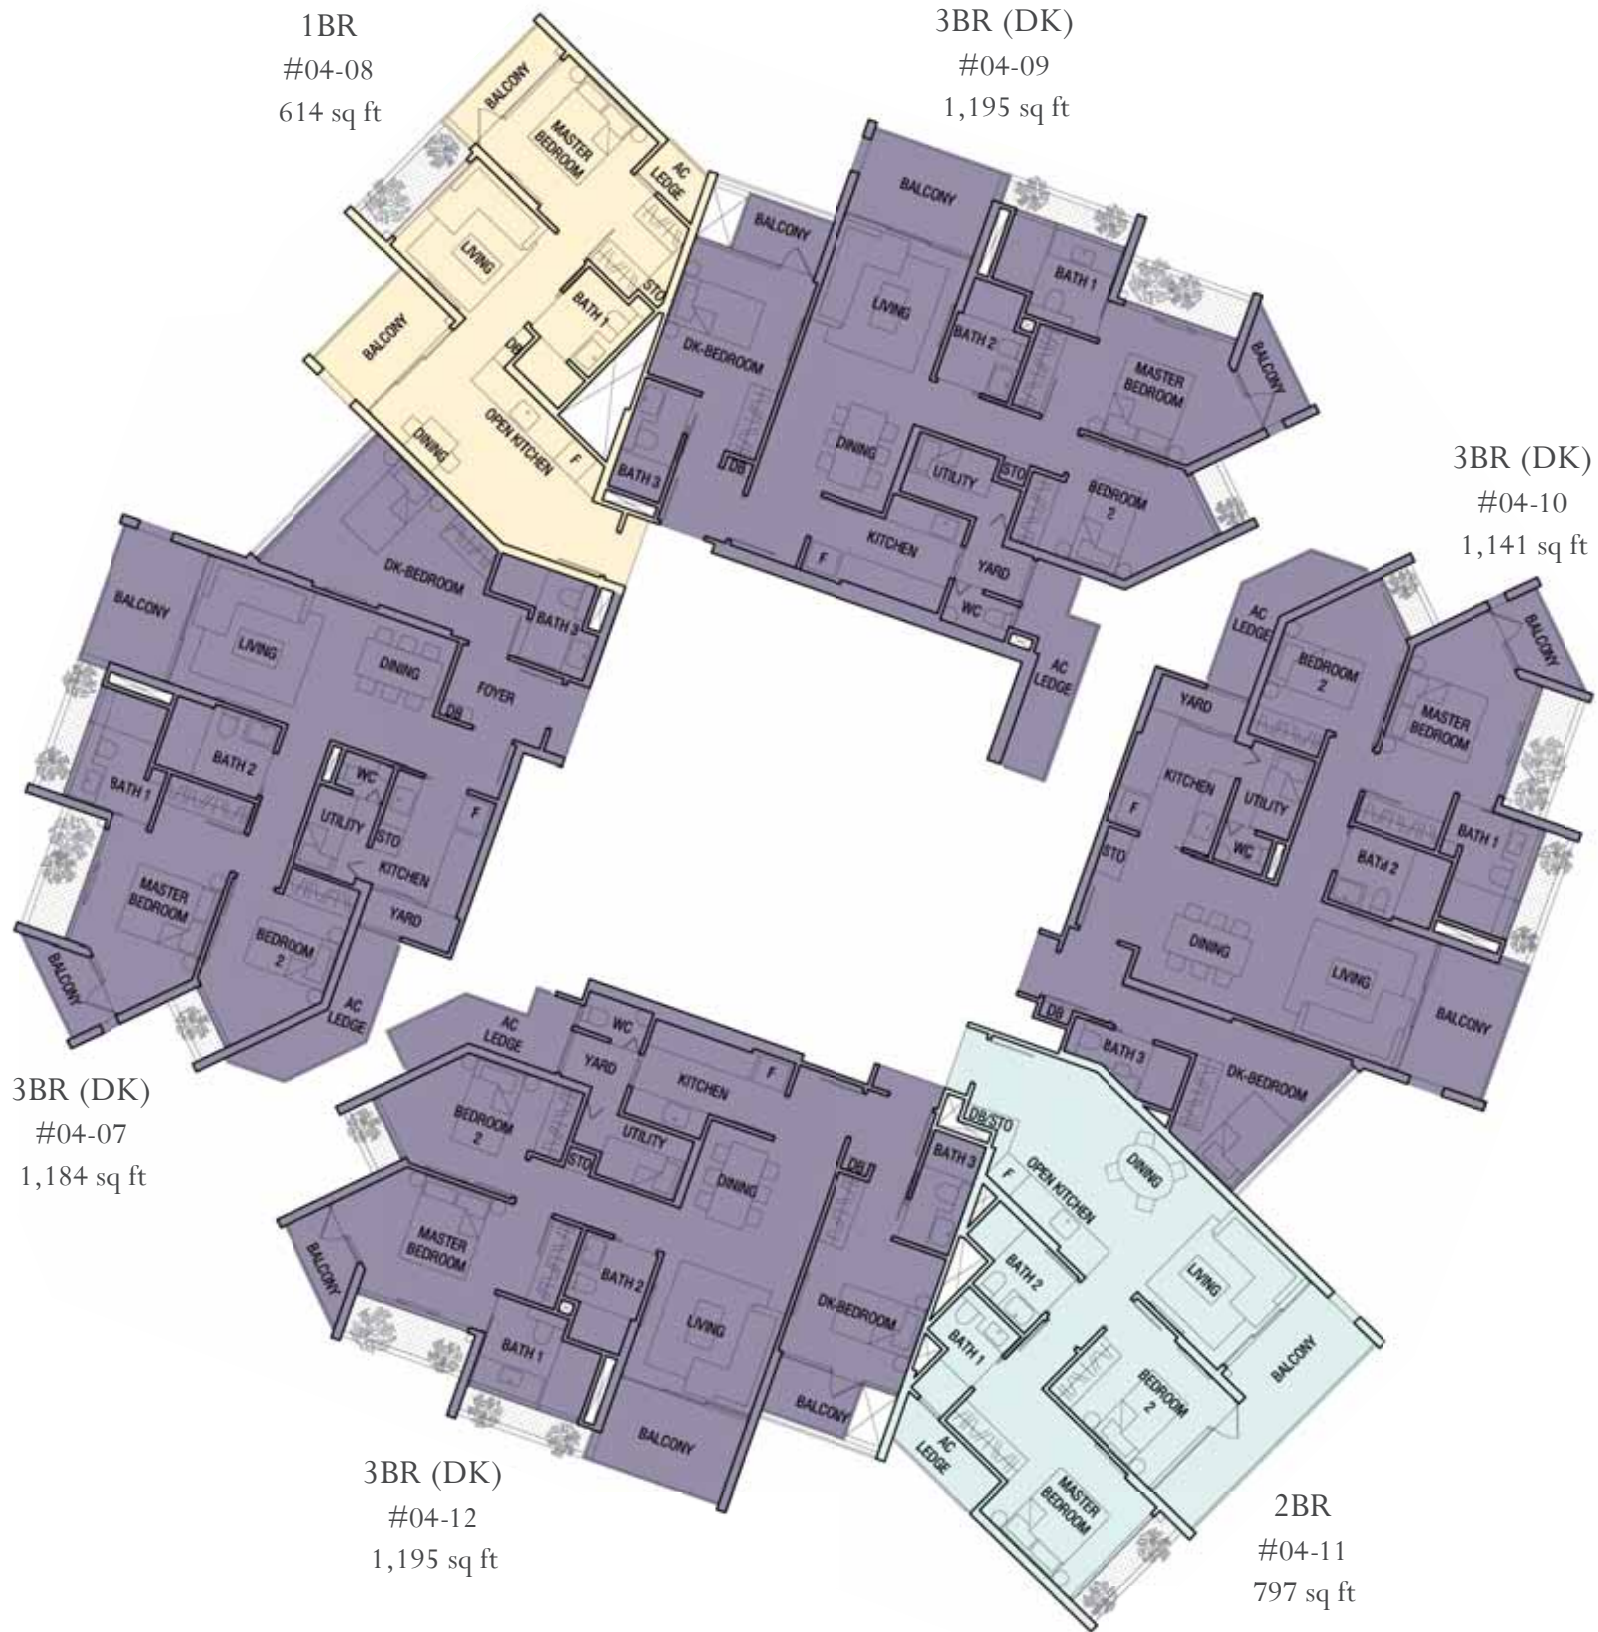 1BR
#04-08
614 sq ft
BALCONY
MASTER
BEDROOM
AC
LEDGE
LIVING
STO
BATH 1
BALCONY
DB
OPEN KITCHEN
F
DINING
3BR (DK)
#04-09
1,195 sq ft
BALCONY
BALCONY
BATH 1
LIVING
BATH 2
DK-BEDROOM
MASTER
BEDROOM
BALCONY
DINING
BATH 3
DB
UTILITY
STO
BEDROOM
2
KITCHEN
F
YARD
WC
AC
LEDGE
3BR (DK)
#04-10
1,141 sq ft
AC
LEDGE
BALCONY
BEDROOM
2
MASTER
BEDROOM
YARD
KITCHEN
UTILITY
F
WC
STO
BATH 1
BATH 2
DINING
LIVING
BALCONY
DB
BATH 3
DK-BEDROOM
DK-BEDROOM
BATH 3
BALCONY
LIVING
DINING
FOYER
DB
BATH 2
BATH 1
WC
UTILITY
STO
F
KITCHEN
MASTER
BEDROOM
YARD
BEDROOM
2
BALCONY
AC
LEDGE
3BR (DK)
#04-07
1,184 sq ft
AC
LEDGE
WC
YARD
KITCHEN
F
BEDROOM
2
UTILITY
STO
DINING
DB
BATH 3
MASTER
BEDROOM
BALCONY
BATH 2
BATH 1
LIVING
DK-BEDROOM
BALCONY
BALCONY
3BR (DK)
#04-12
1,195 sq ft
DB/STO
F
OPEN KITCHEN
DINING
BATH 2
LIVING
BATH 1
BALCONY
BEDROOM
2
AC
LEDGE
MASTER
BEDROOM
2BR
#04-11
797 sq ft